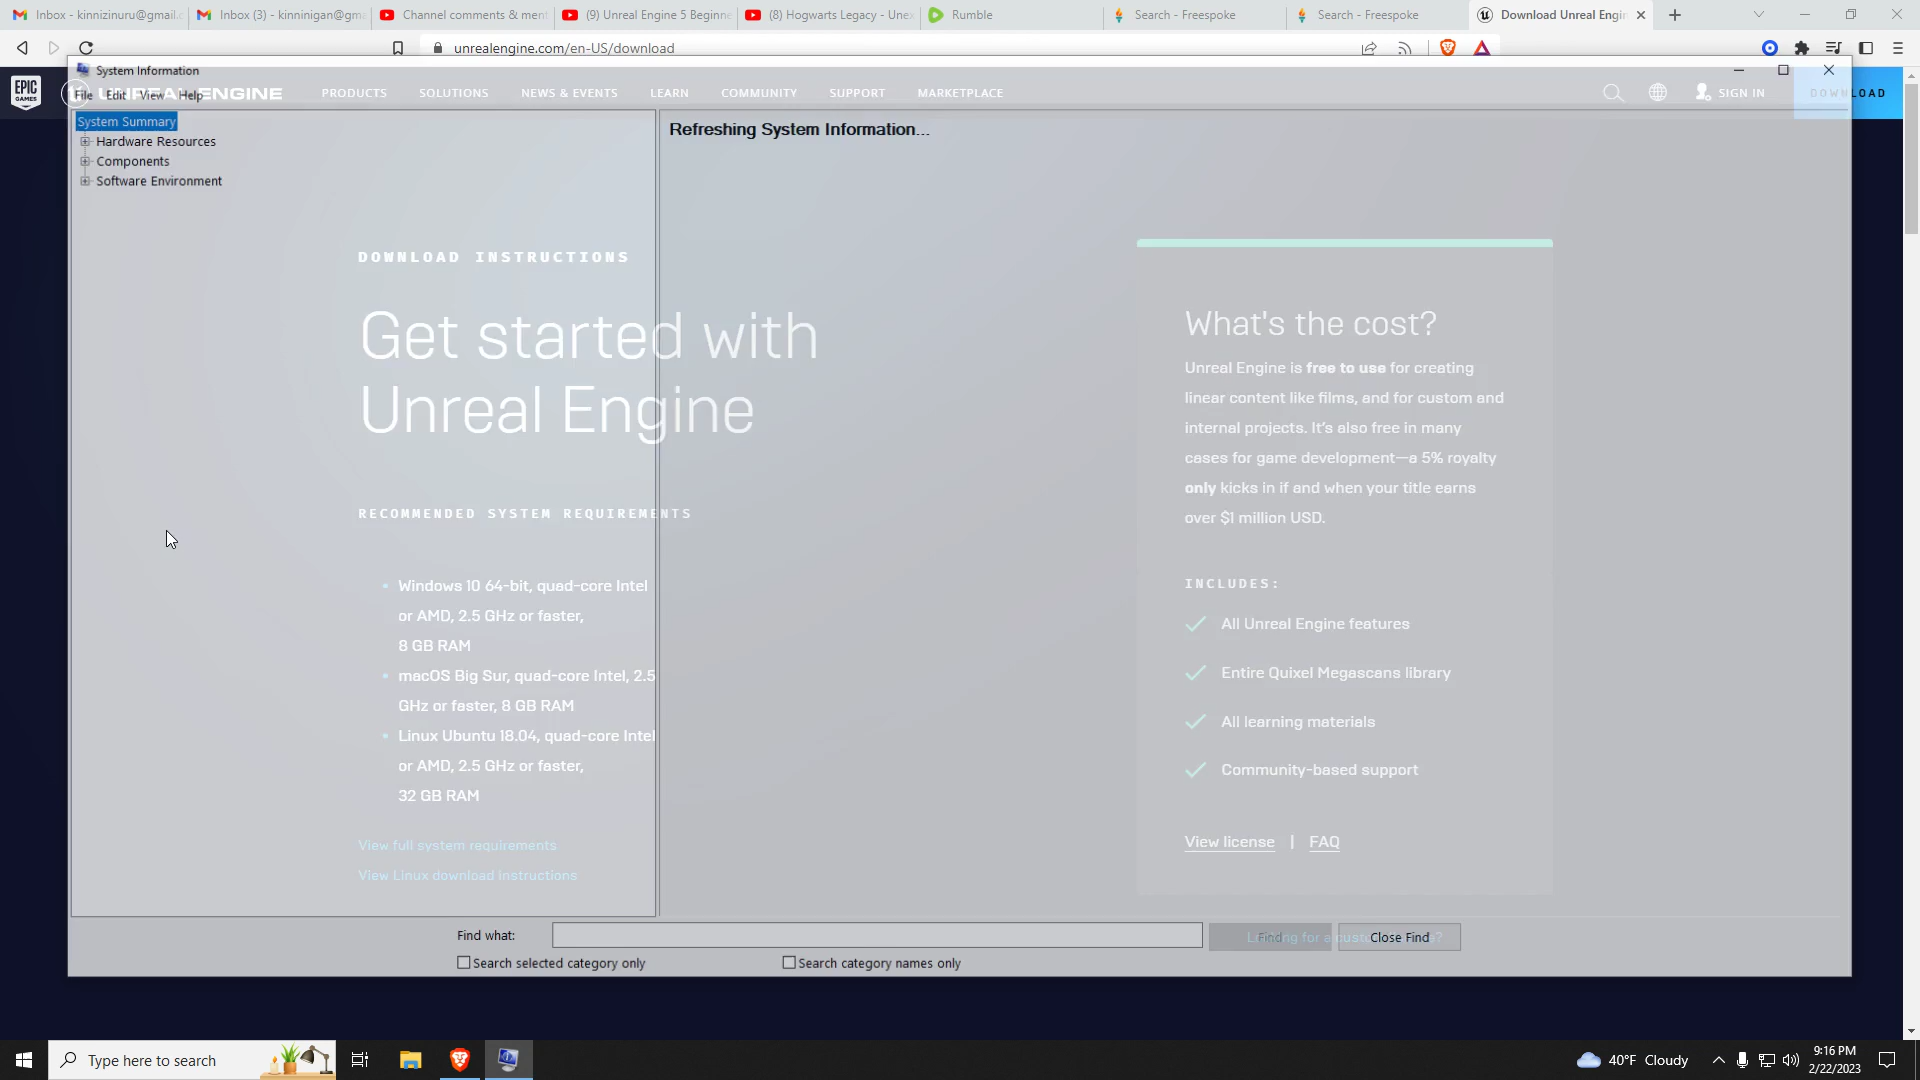 Inbox - kinnizinuru@gmail.c
Inbox (3) - kinninigan@gma
Channel comments & ment
(9) Unreal Engine 5 Beginne
(8) Hogwarts Legacy - Unex
Rumble
Search - Freespoke
Search - Freespoke
Download Unreal Engin
unrealengine.com/en-US/download
System Information
File Edit View Help
EPIC GAMES
UNREAL ENGINE
PRODUCTS
SOLUTIONS
NEWS & EVENTS
LEARN
COMMUNITY
SUPPORT
MARKETPLACE
SIGN IN
DOWNLOAD
System Summary
Hardware Resources
Components
Software Environment
Refreshing System Information...
DOWNLOAD INSTRUCTIONS
Get started with
Unreal Engine
RECOMMENDED SYSTEM REQUIREMENTS
Windows 10 64-bit, quad-core Intel
or AMD, 2.5 GHz or faster,
8 GB RAM
macOS Big Sur, quad-core Intel, 2.5
GHz or faster, 8 GB RAM
Linux Ubuntu 18.04, quad-core Intel
or AMD, 2.5 GHz or faster,
32 GB RAM
View full system requirements
View Linux download instructions
What's the cost?
Unreal Engine is free to use for creating
linear content like films, and for custom and
internal projects. It's also free in many
cases for game development—a 5% royalty
only kicks in if and when your title earns
over $1 million USD.
INCLUDES:
All Unreal Engine features
Entire Quixel Megascans library
All learning materials
Community-based support
View license | FAQ
Find what:
Find
Close Find
Search selected category only
Search category names only
Type here to search
40°F Cloudy
9:16 PM
2/22/2023